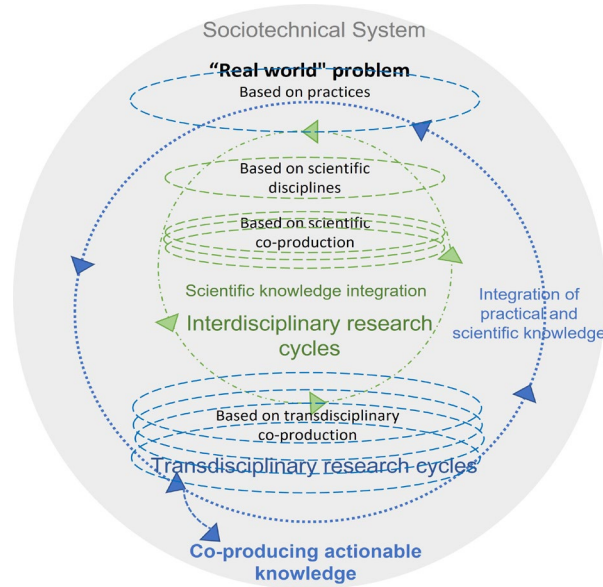 Sociotechnical System
“Real world" problem
Based on practices
Based on scientific
disciplines
Based on scientific
co-production
Scientific knowledge integration
Interdisciplinary research
cycles
Integration of
practical and
scientific knowledge
Based on transdisciplinary
co-production
Transdisciplinary research cycles
Co-producing actionable
knowledge